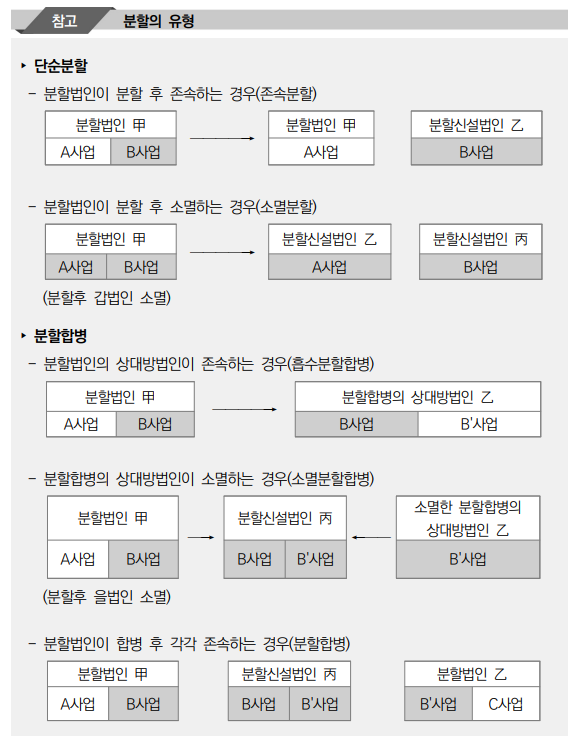 참고 분할의 유형
▸ 단순분할
- 분할법인이 분할 후 존속하는 경우(존속분할)
분할법인 甲 분할법인 甲 분할신설법인 乙
A사업 B사업 A사업 B사업
- 분할법인이 분할 후 소멸하는 경우(소멸분할)
분할법인 甲 분할신설법인 乙 분할신설법인 丙
A사업 B사업 A사업 B사업
(분할후 갑법인 소멸)
▸ 분할합병
- 분할법인의 상대방법인이 존속하는 경우(흡수분할합병)
분할법인 甲 분할합병의 상대방법인 乙
A사업 B사업 B사업 B'사업
- 분할합병의 상대방법인이 소멸하는 경우(소멸분할합병)
분할법인 甲 분할신설법인 丙 소멸한 분할합병의
상대방법인 乙
A사업 B사업 B사업 B'사업 B'사업
(분할후 을법인 소멸)
- 분할법인이 합병 후 각각 존속하는 경우(분할합병)
분할법인 甲 분할신설법인 丙 분할법인 乙
A사업 B사업 B사업 B'사업 B'사업 C사업